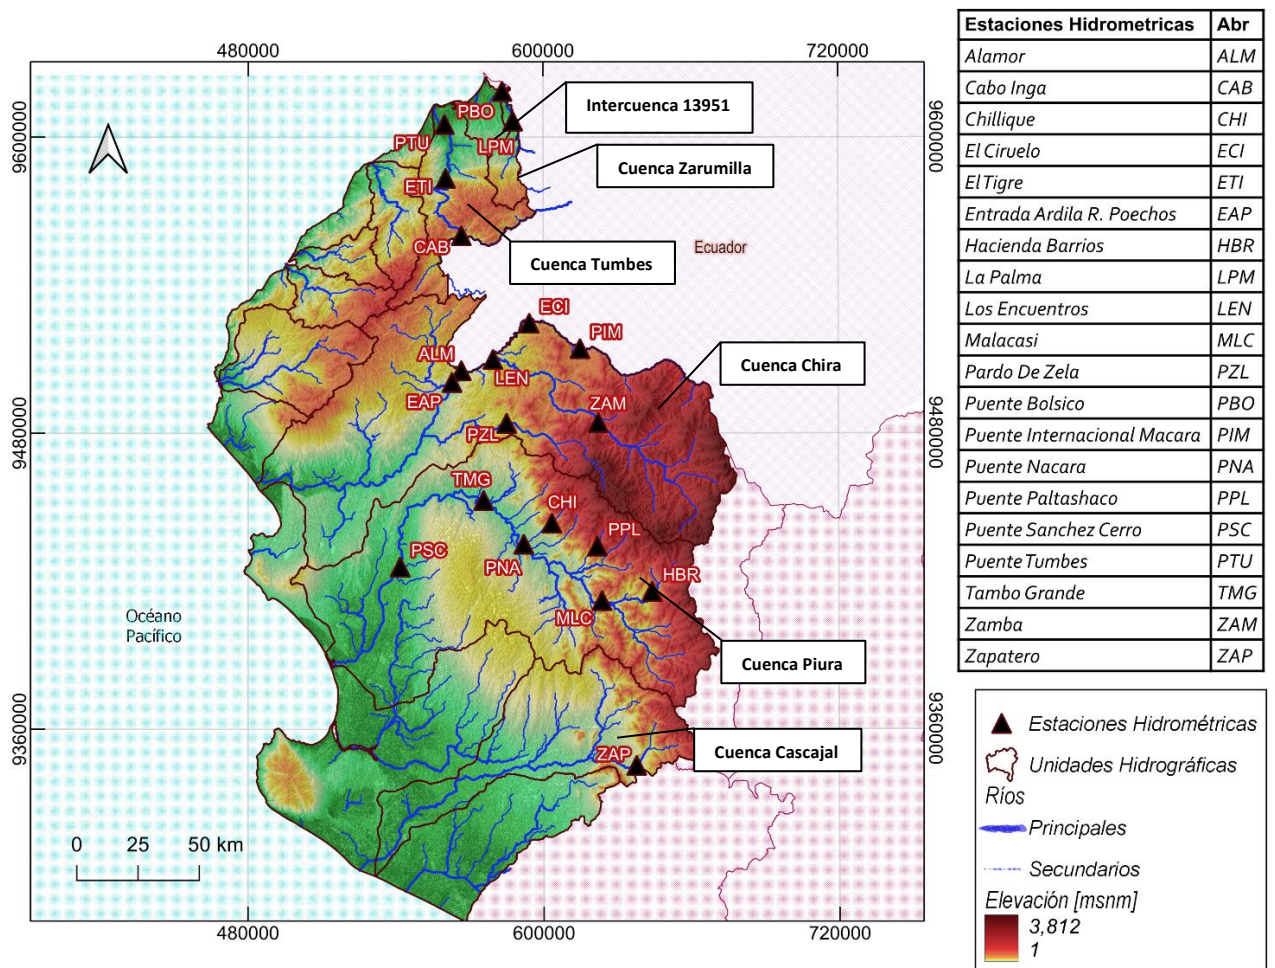 480000
600000
720000
9600000
9480000
9360000
9600000
9480000
9360000
480000
600000
720000
PBO
PTU
LPM
ETI
CAB
ECI
PIM
ALM
LEN
EAP
ZAM
PZL
TMG
CHI
PPL
PSC
PNA
HBR
MLC
ZAP
Intercuenca 13951
Cuenca Zarumilla
Cuenca Tumbes
Ecuador
Cuenca Chira
Cuenca Piura
Cuenca Cascajal
Océano
Pacífico
0 25 50 km
Estaciones Hidrometricas Abr
Alamor ALM
Cabo Inga CAB
Chillique CHI
El Ciruelo ECI
El Tigre ETI
Entrada Ardila R. Poechos EAP
Hacienda Barrios HBR
La Palma LPM
Los Encuentros LEN
Malacasi MLC
Pardo De Zela PZL
Puente Bolsico PBO
Puente Internacional Macara PIM
Puente Nacara PNA
Puente Paltashaco PPL
Puente Sanchez Cerro PSC
Puente Tumbes PTU
Tambo Grande TMG
Zamba ZAM
Zapatero ZAP
Estaciones Hidrométricas
Unidades Hidrográficas
Ríos
Principales
Secundarios
Elevación [msnm]
3,812
1